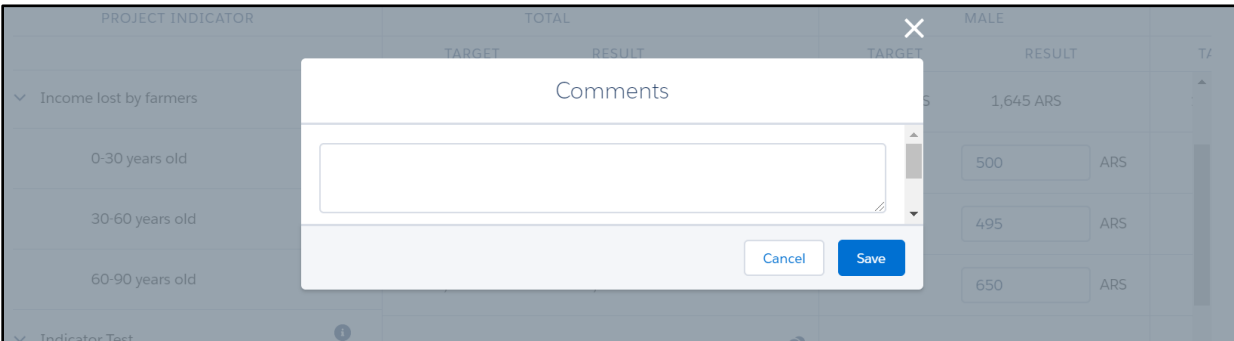 PROJECT INDICATOR TOTAL MALE
TARGET RESULT TARGET RESULT
Comments
Income lost by farmers 1,645 ARS
0-30 years old 500 ARS
30-60 years old 495 ARS
60-90 years old 650 ARS
Cancel Save
Indicator Test